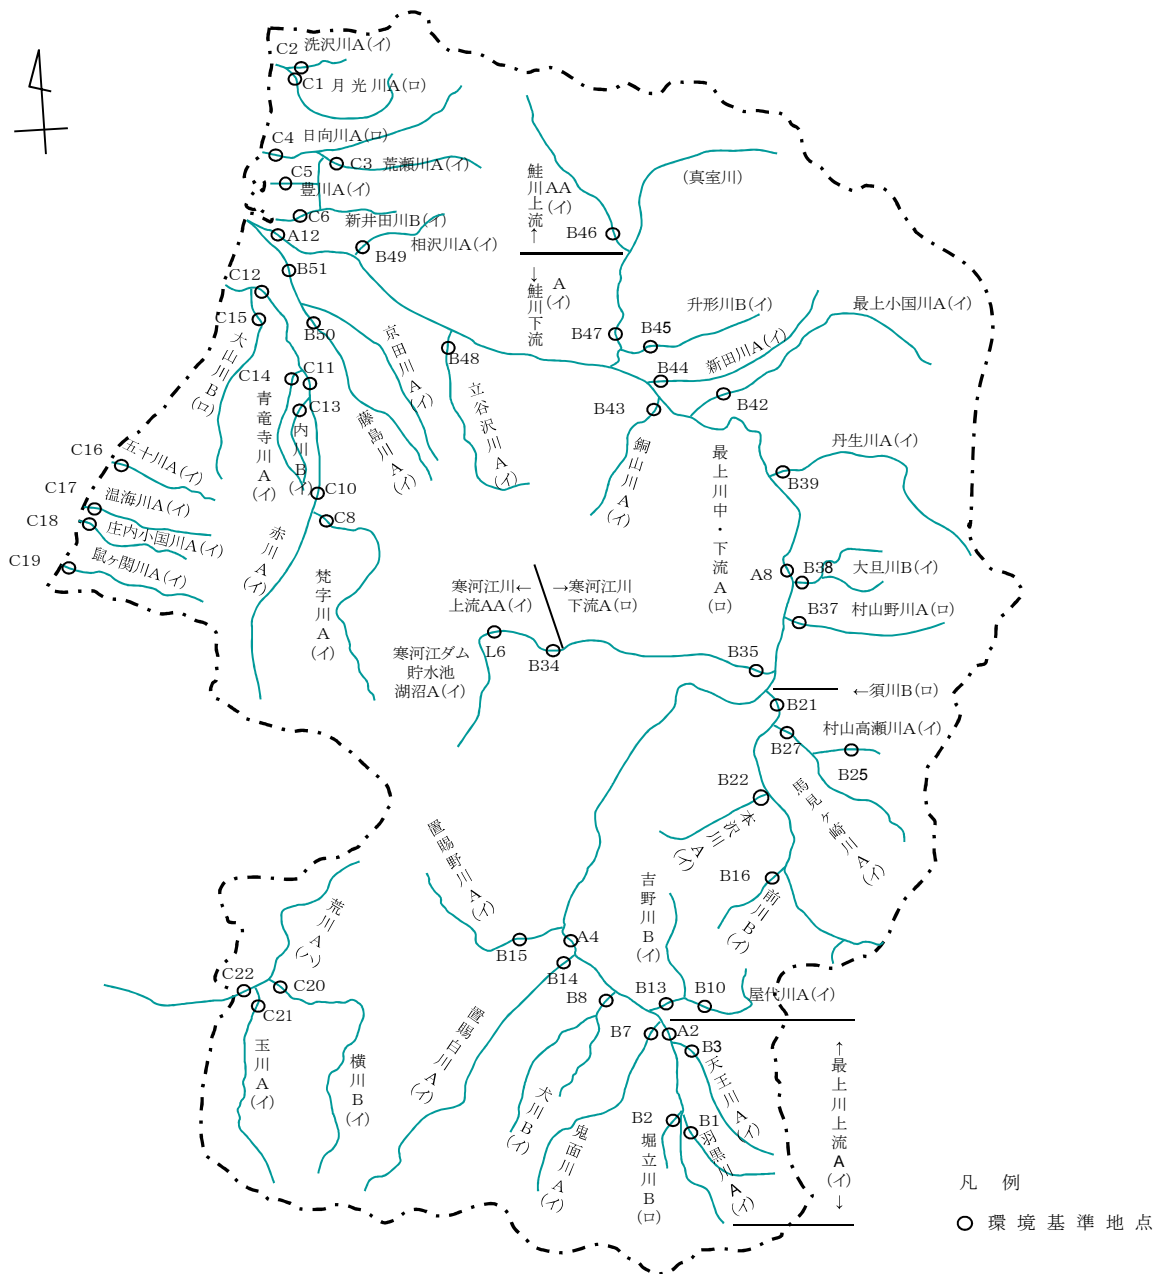 C2 洗沢川A(イ)
C1 月光川A(ロ)
C4 日向川A(ロ)
C3 荒瀬川A(イ)
C5
豊川A(イ)
C6 新井田川B(イ)
A12
B49 相沢川A(イ)
B51
C12
C15
大山川B(ロ)
B50
京田川A(イ)
藤島川A(イ)
C14
C11
C13
青竜寺川A(イ)
内川B(イ)
C10
C8
赤川A(イ)
梵字川A(イ)
B48
立谷沢川A(イ)
C16 五十川A(イ)
C17 温海川A(イ)
C18 庄内小国川A(イ)
C19 鼠ヶ関川A(イ)
鮭川上流→
AA(イ)
B46
(真室川)
←鮭川下流
A(イ)
B47
B45
升形川B(イ)
最上小国川A(イ)
B44
新田川A(イ)
B43
B42
銅山川A(イ)
最上川中・下流A(ロ)
丹生川A(イ)
B39
A8
B38
大旦川B(イ)
B37
村山野川A(ロ)
寒河江川←
上流AA(イ)
→寒河江川
下流A(ロ)
L6
B34
B35
寒河江ダム
貯水池
湖沼A(イ)
←須川B(ロ)
B21
B27
村山高瀬川A(イ)
B25
馬見ヶ崎川A(イ)
B22
本沢川A(イ)
B16
前川B(イ)
置賜野川A(イ)
吉野川B(イ)
B15
A4
B14
B8
B13
B10
屋代川A(イ)
荒川A(イ)
C22
C20
C21
玉川A(イ)
横川B(イ)
置賜白川A(イ)
B7
A2
B3
天王川A(イ)
犬川B(イ)
鬼面川A(イ)
B2
B1
堀立川B(ロ)
羽黒川A(イ)
←最上川上流A(イ)→
凡 例
環境基準地点